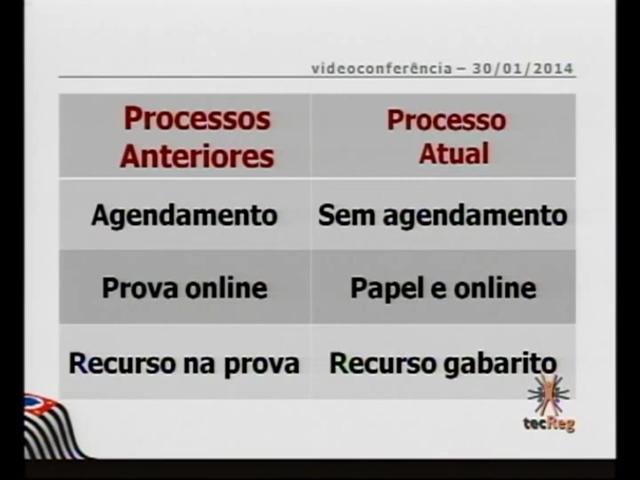 videoconferência – 30/01/2014
Processos Anteriores
Processo Atual
Agendamento
Sem agendamento
Prova online
Papel e online
Recurso na prova
Recurso gabarito
tecReg